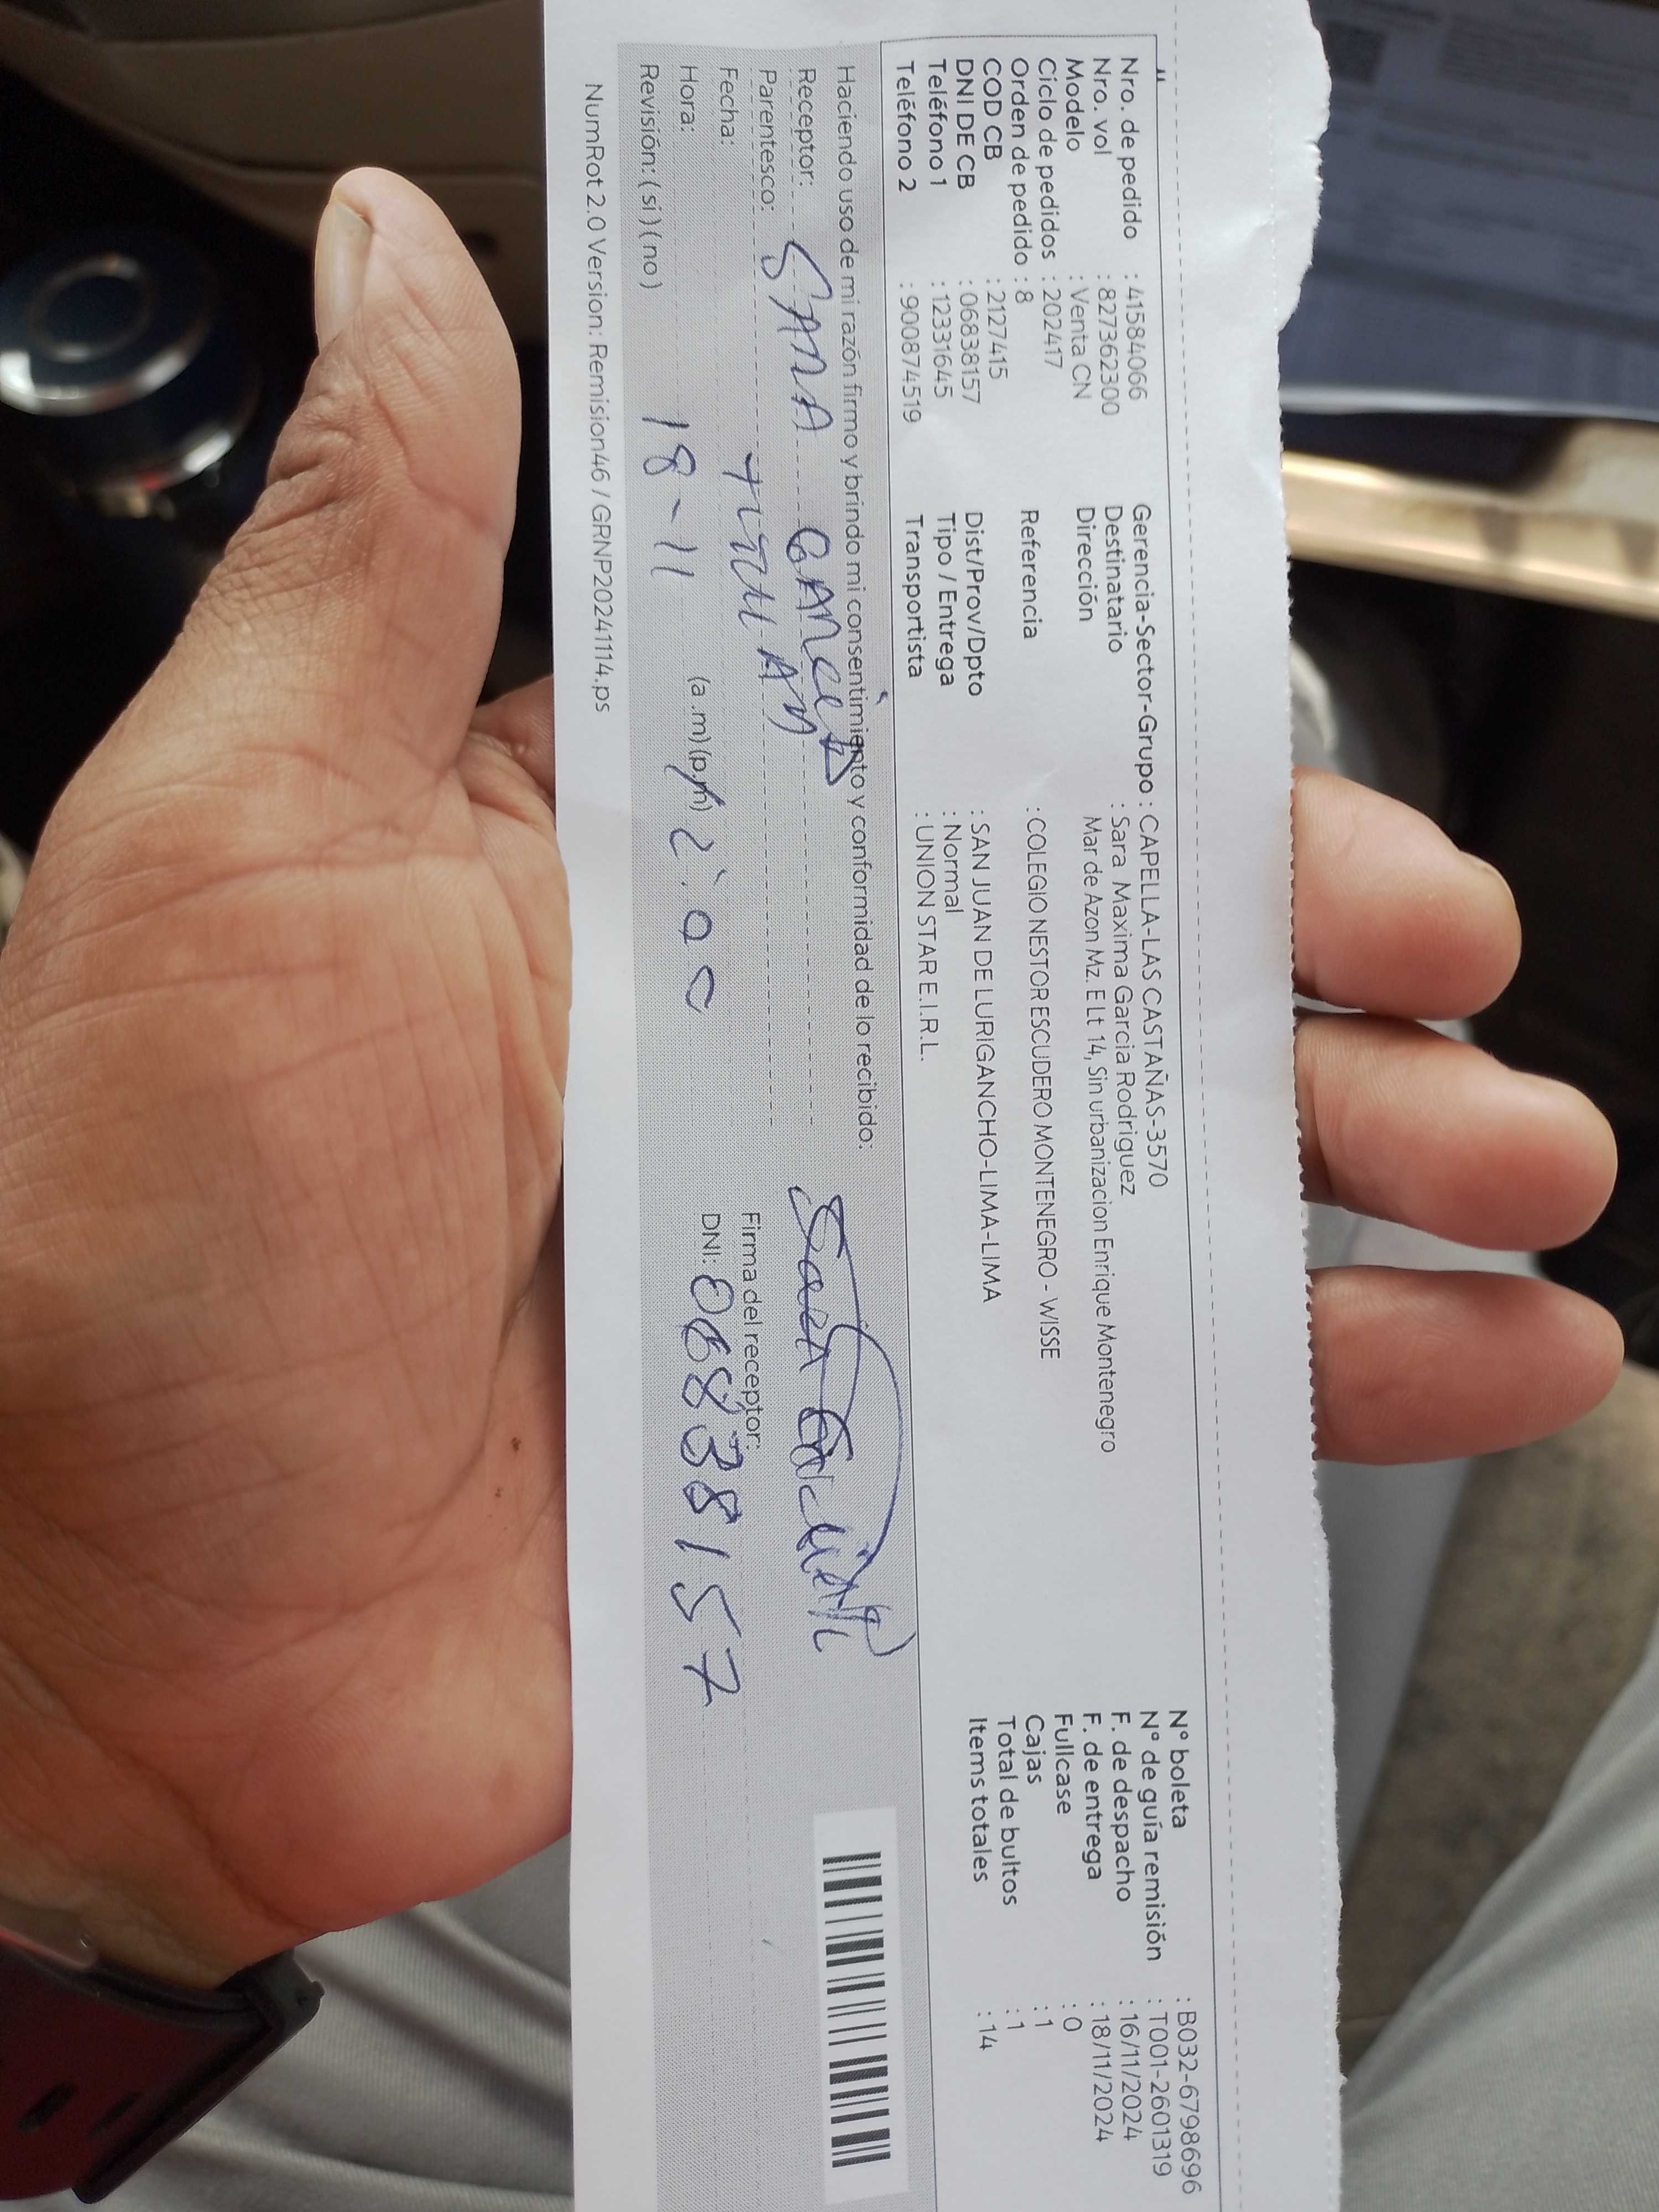 Nro. de pedido : 41584066
Nro. vol : 827362300
Modelo : Venta CN
Ciclo de pedidos : 202417
Orden de pedido : 8
COD CB : 2127415
DNI DE CB : 06838157
Teléfono 1 : 1231645
Teléfono 2 : 900874519
Gerencia-Sector-Grupo : CAPELLA-LAS CASTAÑAS-3570
Destinatario : Sara Maxima Garcia Rodriguez
Dirección Mar de Azon Mz. E Lt 14, Sin urbanizacion Enrique Montenegro
Referencia : COLEGIO NESTOR ESCUDERO MONTENEGRO - WISSE
Dist/Prov/Dpto : SAN JUAN DE LURIGANCHO-LIMA-LIMA
Tipo / Entrega : Normal
Transportista : UNION STAR E.I.R.L.
N° boleta : B032-6798696
N° de guía remisión : T001-2601319
F. de despacho : 16/11/2024
F. de entrega : 18/11/2024
Fullcase : 0
Cajas : 1
Total de bultos : 1
Items totales : 14
Haciendo uso de mi razón firmo y brindo mi consentimiento y conformidad de lo recibido:
Receptor: SARA GARCIA
Parentesco: TITULAR
Fecha: 18-11
Hora: (a.m)(p.m) 2:00
Revisión: (si)(no)
Sara Garcia
Firma del receptor:
DNI: 06838157
NumRot 2.0 Version: Remision46 / GRNP20241114.ps